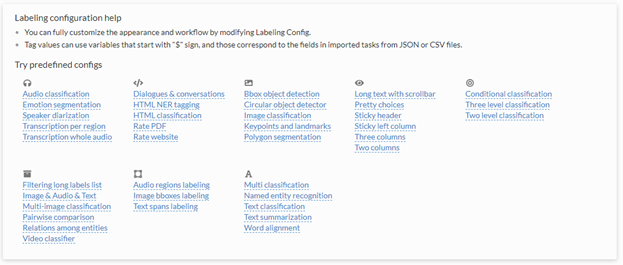 Labeling configuration help
You can fully customize the appearance and workflow by modifying Labeling Config.
Tag values can use variables that start with "$" sign, and those correspond to the fields in imported tasks from JSON or CSV files.
Try predefined configs
Audio classification
Emotion segmentation
Speaker diarization
Transcription per region
Transcription whole audio
Dialogues & conversations
HTML NER tagging
HTML classification
Rate PDF
Rate website
Bbox object detection
Circular object detector
Image classification
Keypoints and landmarks
Polygon segmentation
Long text with scrollbar
Pretty choices
Sticky header
Sticky left column
Three columns
Two columns
Conditional classification
Three level classification
Two level classification
Filtering long labels list
Image & Audio & Text
Multi-image classification
Pairwise comparison
Relations among entities
Video classifier
Audio regions labeling
Image bboxes labeling
Text spans labeling
Multi classification
Named entity recognition
Text classification
Text summarization
Word alignment